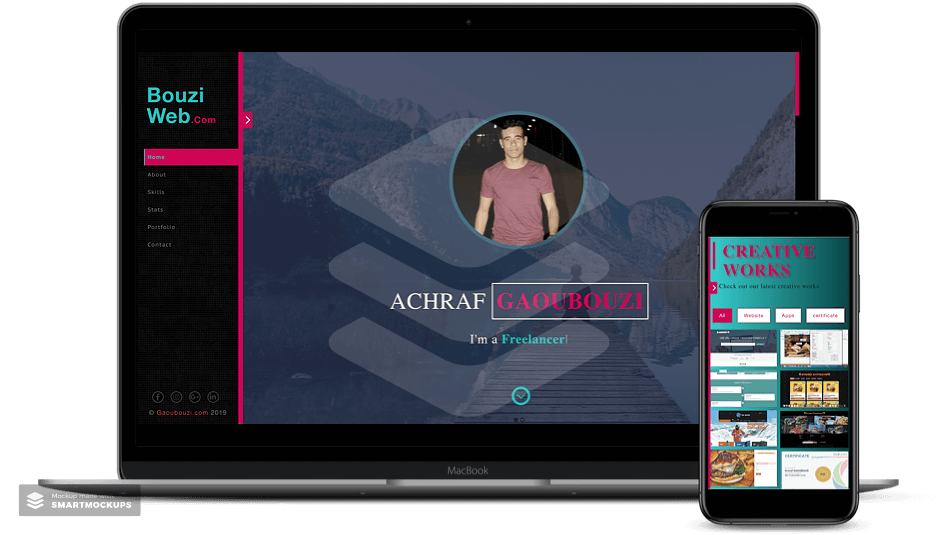 Bouzi
Web.Com
Home
About
Skills
Stats
Portfolio
Contact
© Gaoubouzi.com 2019
ACHRAF GAOUBOUZI
I'm a Freelancer|
MacBook
CREATIVE
WORKS
Check out our latest creative works
All
Website
Apps
certificate
CERTIFICATE
Mockup made with
SMARTMOCKUPS